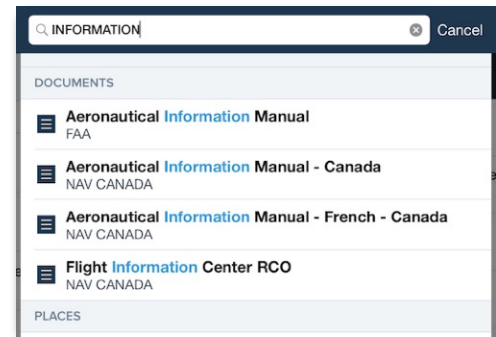 INFORMATION
Cancel
DOCUMENTS
Aeronautical Information Manual
FAA
Aeronautical Information Manual - Canada
NAV CANADA
Aeronautical Information Manual - French - Canada
NAV CANADA
Flight Information Center RCO
NAV CANADA
PLACES